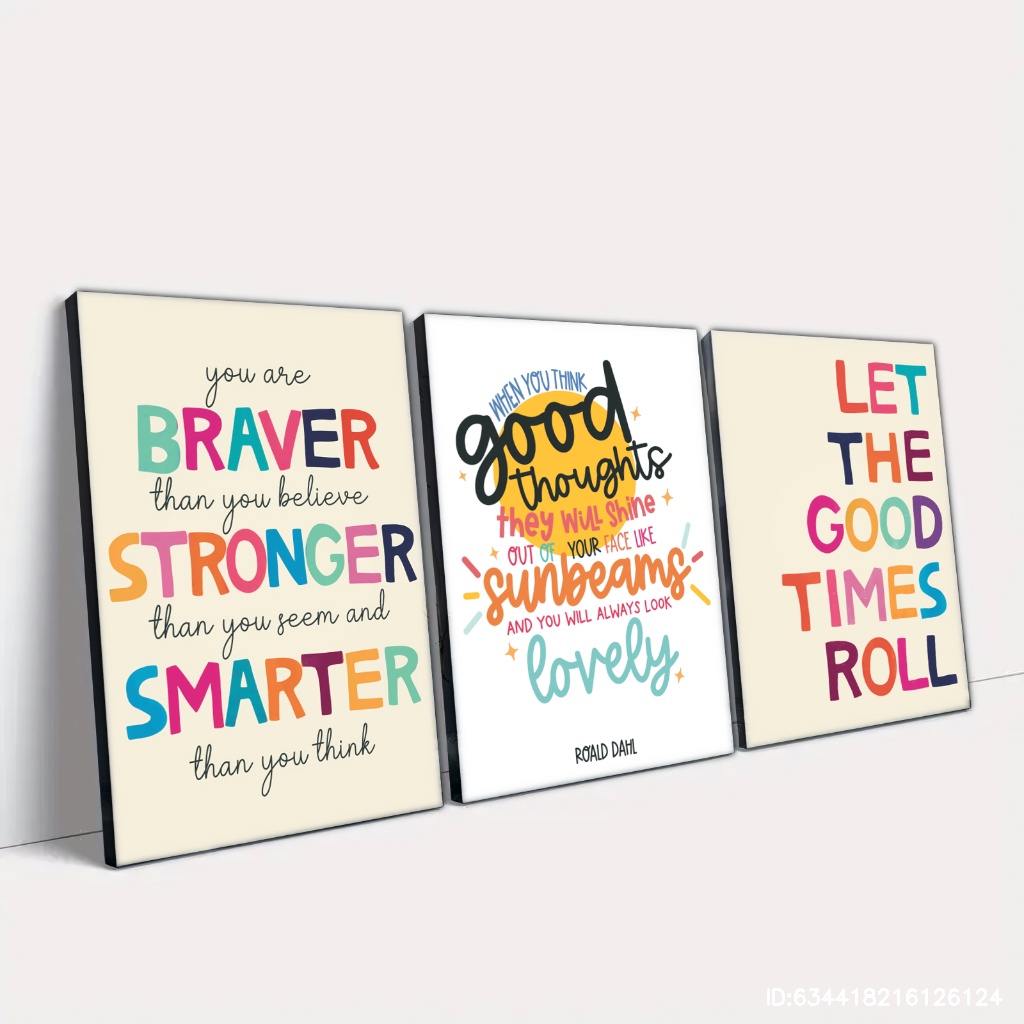 you are
BRAVER
than you believe
STRONGER
than you seem and
SMARTER
than you think
WHEN YOU THINK
good
thoughts
they WiLL Shine
OUT OF YOUR FACE LIKE
sunbeams
AND YOU WILL ALWAYS LOOK
lovely
ROALD DAHL
LET
THE
GOOD
TIMES
ROLL
ID:634418216126124